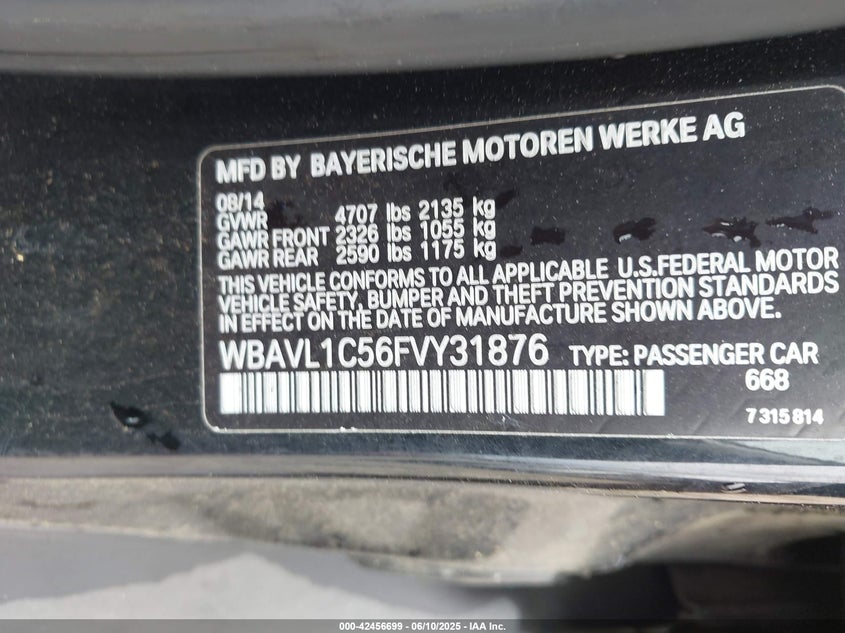 MFD BY BAYERISCHE MOTOREN WERKE AG
08/14
GVWR 4707 lbs 2135 kg
GAWR FRONT 2326 lbs 1055 kg
GAWR REAR 2590 lbs 1175 kg
THIS VEHICLE CONFORMS TO ALL APPLICABLE U.S.FEDERAL MOTOR
VEHICLE SAFETY, BUMPER AND THEFT PREVENTION STANDARDS
IN EFFECT ON THE DATE OF MANUFACTURE SHOWN ABOVE.
WBAVL1C56FVY31876 TYPE: PASSENGER CAR
668
7 315 814
000-42456699 - 06/10/2025 - IAA Inc.